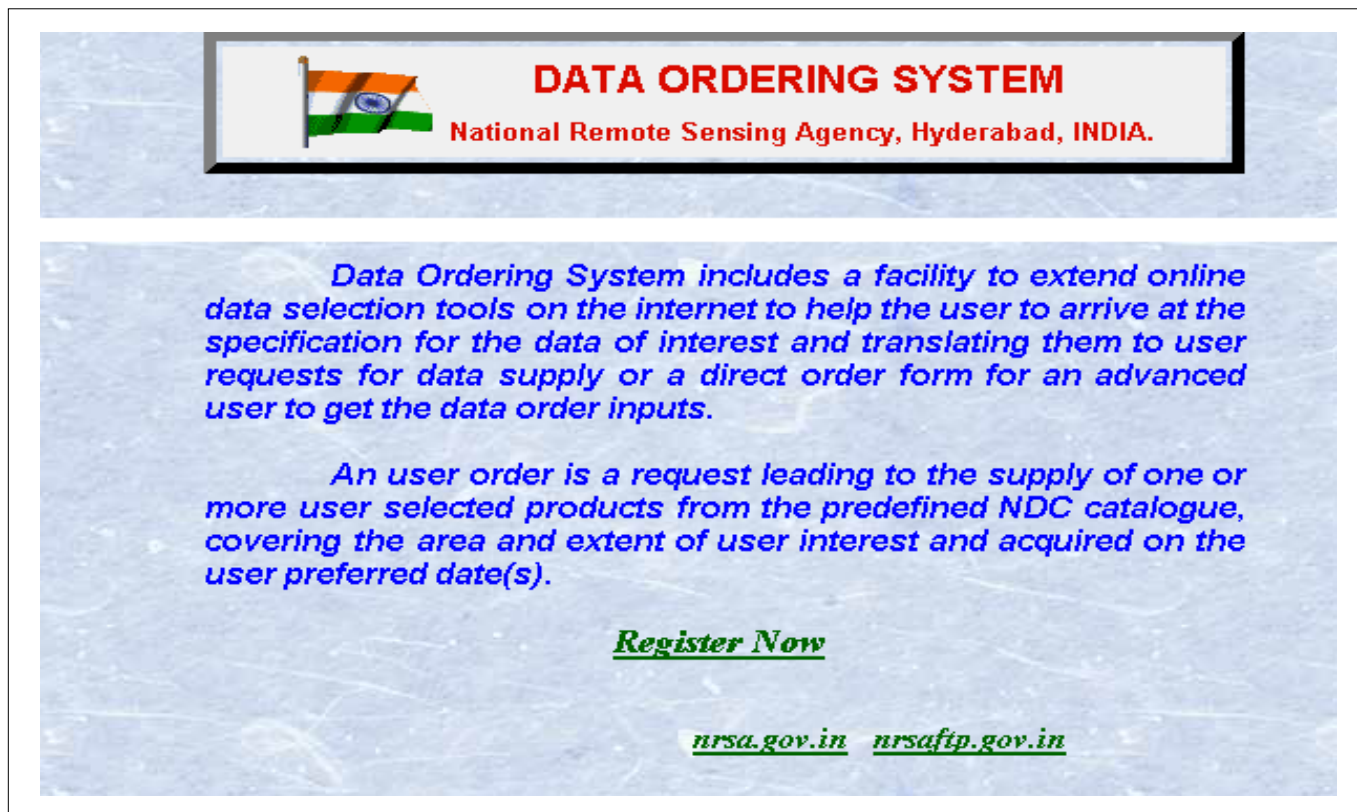 DATA ORDERING SYSTEM
National Remote Sensing Agency, Hyderabad, INDIA.
Data Ordering System includes a facility to extend online
data selection tools on the internet to help the user to arrive at the
specification for the data of interest and translating them to user
requests for data supply or a direct order form for an advanced
user to get the data order inputs.
An user order is a request leading to the supply of one or
more user selected products from the predefined NDC catalogue,
covering the area and extent of user interest and acquired on the
user preferred date(s).
Register Now
nrsa.gov.in nrsaftp.gov.in